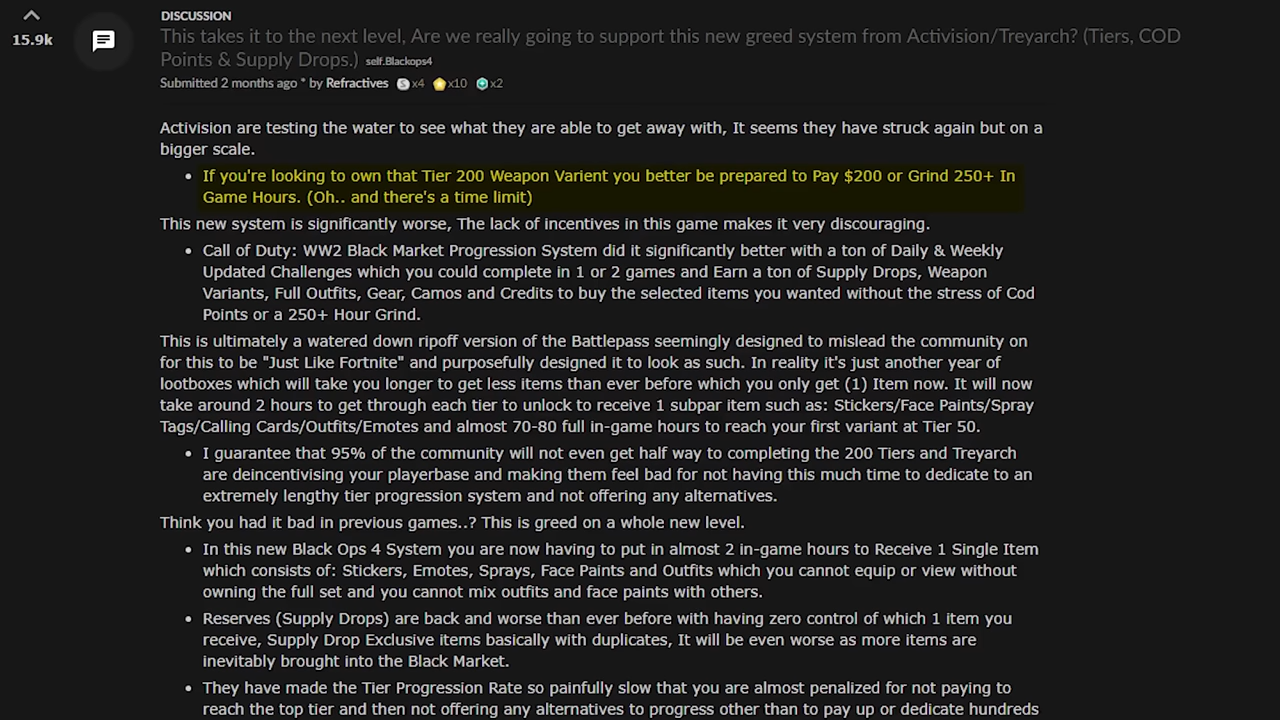 DISCUSSION
This takes it to the next level, Are we really going to support this new greed system from Activision/Treyarch? (Tiers, COD
15.9k
Points & Supply Drops.) self.Blackops4
Submitted 2 months ago * by Refractives S x4 x10 x2
Activision are testing the water to see what they are able to get away with, It seems they have struck again but on a
bigger scale.
• If you're looking to own that Tier 200 Weapon Varient you better be prepared to Pay $200 or Grind 250+ In
Game Hours. (Oh.. and there's a time limit)
This new system is significantly worse, The lack of incentives in this game makes it very discouraging.
• Call of Duty: WW2 Black Market Progression System did it significantly better with a ton of Daily & Weekly
Updated Challenges which you could complete in 1 or 2 games and Earn a ton of Supply Drops, Weapon
Variants, Full Outfits, Gear, Camos and Credits to buy the selected items you wanted without the stress of Cod
Points or a 250+ Hour Grind.
This is ultimately a watered down ripoff version of the Battlepass seemingly designed to mislead the community on
for this to be "Just Like Fortnite" and purposefully designed it to look as such. In reality it's just another year of
lootboxes which will take you longer to get less items than ever before which you only get (1) Item now. It will now
take around 2 hours to get through each tier to unlock to receive 1 subpar item such as: Stickers/Face Paints/Spray
Tags/Calling Cards/Outfits/Emotes and almost 70-80 full in-game hours to reach your first variant at Tier 50.
• I guarantee that 95% of the community will not even get half way to completing the 200 Tiers and Treyarch
are deincentivising your playerbase and making them feel bad for not having this much time to dedicate to an
extremely lengthy tier progression system and not offering any alternatives.
Think you had it bad in previous games..? This is greed on a whole new level.
• In this new Black Ops 4 System you are now having to put in almost 2 in-game hours to Receive 1 Single Item
which consists of: Stickers, Emotes, Sprays, Face Paints and Outfits which you cannot equip or view without
owning the full set and you cannot mix outfits and face paints with others.
• Reserves (Supply Drops) are back and worse than ever before with having zero control of which 1 item you
receive, Supply Drop Exclusive items basically with duplicates, It will be even worse as more items are
inevitably brought into the Black Market.
• They have made the Tier Progression Rate so painfully slow that you are almost penalized for not paying to
reach the top tier and then not offering any alternatives to progress other than to pay up or dedicate hundreds